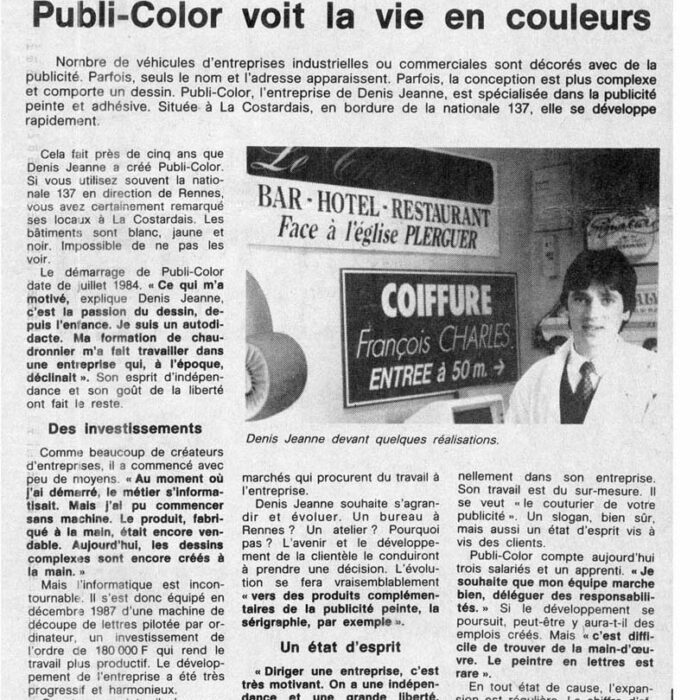 Publi-Color voit la vie en couleurs
Nornbre de véhicules d'entreprises industrielles ou commerciales sont décorés avec de la
publicité. Parfois, seuls le nom et l'adresse apparaissent. Parfois, la conception est plus complexe
et comporte un dessin. Publi-Color, l'entreprise de Denis Jeanne, est spécialisée dans la publicité
peinte et adhésive. Située à La Costardais, en bordure de la nationale 137, elle se développe
rapidement.
Cela fait près de cinq ans que
Denis Jeanne a créé Publi-Color.
Si vous utilisez souvent la natio-
nale 137 en direction de Rennes,
vous avez certainement remarqué
ses locaux à La Costardais. Les
bâtiments sont blanc, jaune et
noir. Impossible de ne pas les
voir.
Le démarrage de Publi-Color
date de juillet 1984. « Ce qui m'a
motivé, explique Denis Jeanne,
c'est la passion du dessin, de-
puis l'enfance. Je suis un autodi-
dacte. Ma formation de chau-
dronnier m'a fait travailler dans
une entreprise qui, à l'époque,
déclinait ». Son esprit d'indépen-
dance et son goût de la liberté
ont fait le reste.
Des investissements
Comme beaucoup de créateurs
d'entreprises, il a commencé avec
peu de moyens. « Au moment où
j'ai démarré, le métier s'informa-
tisait. Mais j'ai pu commencer
sans machine. Le produit, fabri-
qué à la main, était encore ven-
dable. Aujourd'hui, les dessins
complexes sont encore créés à
la main. »
Mais l'informatique est incon-
tournable. Il s'est donc équipé en
décembre 1987 d'une machine de
découpe de lettres pilotée par or-
dinateur, un investissement de
l'ordre de 180 000 F qui rend le
travail plus productif. Le dévelop-
pement de l'entreprise a été très
progressif et harmonieux.
BAR - HOTEL - RESTAURANT
Face à l'église PLERGUER
COIFFURE
François CHARLES
ENTREE à 50 m. →
Denis Jeanne devant quelques réalisations.
marchés qui procurent du travail à
l'entreprise.
Denis Jeanne souhaite s'agran-
dir et évoluer. Un bureau à
Rennes ? Un atelier ? Pourquoi
pas ? L'avenir et le développe-
ment de la clientèle le conduiront
à prendre une décision. L'évolution
se fera vraisemblablement
« vers des produits complémen-
taires de la publicité peinte, la
sérigraphie, par exemple ».
Un état d'esprit
« Diriger une entreprise, c'est
très motivant. On a une indépen-
dance et une grande liberté.
nellement dans son entreprise.
Son travail est du sur-mesure. Il
se veut « le couturier de votre
publicité ». Un slogan, bien sûr,
mais aussi un état d'esprit vis à
vis des clients.
Publi-Color compte aujourd'hui
trois salariés et un apprenti. « Je
souhaite que mon équipe marche
bien, déléguer des responsabili-
tés. » Si le développement se
poursuit, peut-être y aura-t-il des
emplois créés. Mais « c'est diffi-
cile de trouver de la main-d'œu-
vre. Le peintre en lettres est
rare ».
En tout état de cause, l'expan-